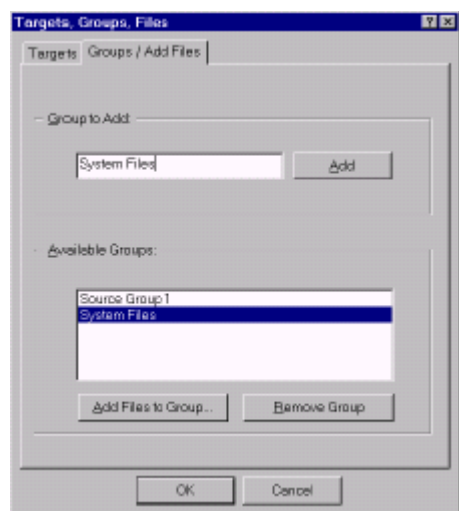 Targets, Groups, Files
Targets Groups / Add Files
Group to Add:
System Files
Add
Available Groups:
Source Group 1
System Files
Add Files to Group...
Remove Group
OK
Cancel